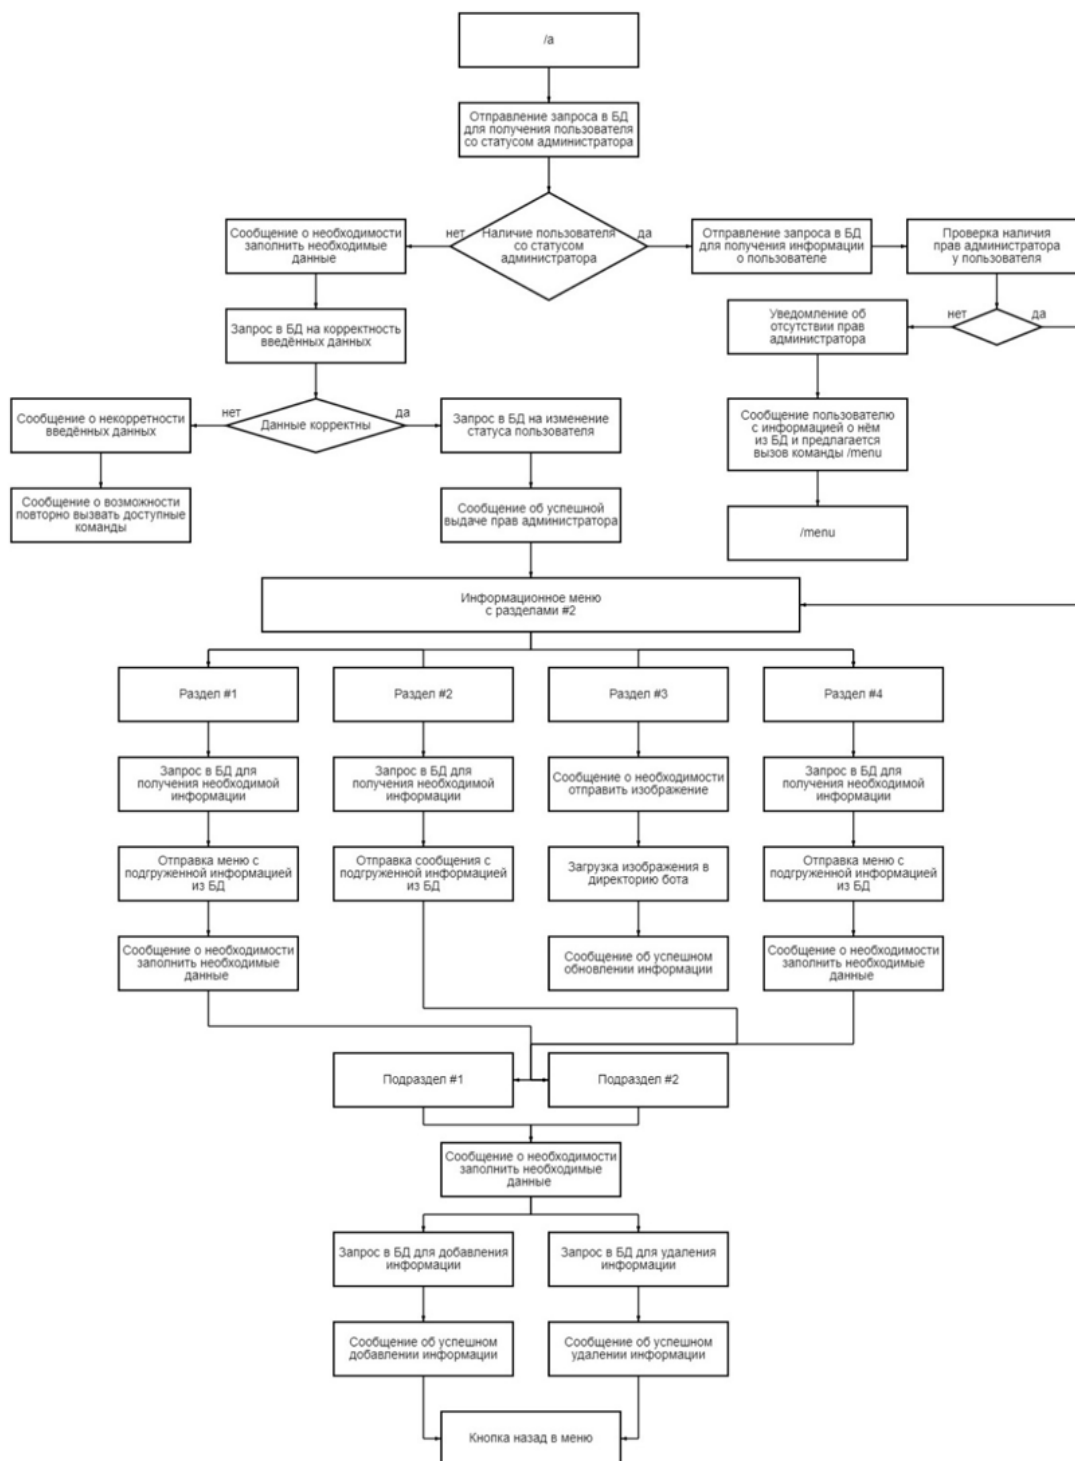 /a
Отправление запроса в БД
для получения пользователя
со статусом администратора
Сообщение о необходимости
заполнить необходимые
данные
нет
Наличие пользователя
со статусом
администратора
да
Отправление запроса в БД
для получения информации
о пользователе
Проверка наличия
прав администратора
у пользователя
Запрос в БД на корректность
введённых данных
Уведомление об
отсутствии прав
администратора
нет
да
Сообщение о некорретности
введённых данных
нет
Данные корректны
да
Запрос в БД на изменение
статуса пользователя
Сообщение пользователю
с информацией о нём
из БД и предлагается
вызов команды /menu
Сообщение о возможности
повторно вызвать доступные
команды
Сообщение об успешной
выдаче прав администратора
/menu
Информационное меню
с разделами #2
Раздел #1
Раздел #2
Раздел #3
Раздел #4
Запрос в БД для
получения необходимой
информации
Запрос в БД для
получения необходимой
информации
Сообщение о необходимости
отправить изображение
Запрос в БД для
получения необходимой
информации
Отправка меню с
подгруженной информацией
из БД
Отправка сообщения с
подгруженной информацией
из БД
Загрузка изображения в
директорию бота
Отправка меню с
подгруженной информацией
из БД
Сообщение о необходимости
заполнить необходимые
данные
Сообщение об успешном
обновлении информации
Сообщение о необходимости
заполнить необходимые
данные
Подраздел #1
Подраздел #2
Сообщение о необходимости
заполнить необходимые
данные
Запрос в БД для добавления
информации
Запрос в БД для удаления
информации
Сообщение об успешном
добавлении информации
Сообщение об успешном
удалении информации
Кнопка назад в меню